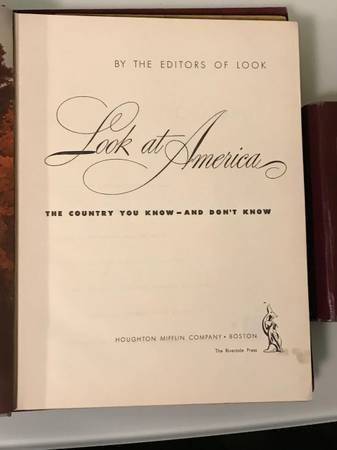 BY THE EDITORS OF LOOK
Look at America
THE COUNTRY YOU KNOW—AND DON'T KNOW
HOUGHTON MIFFLIN COMPANY • BOSTON
The Riverside Press